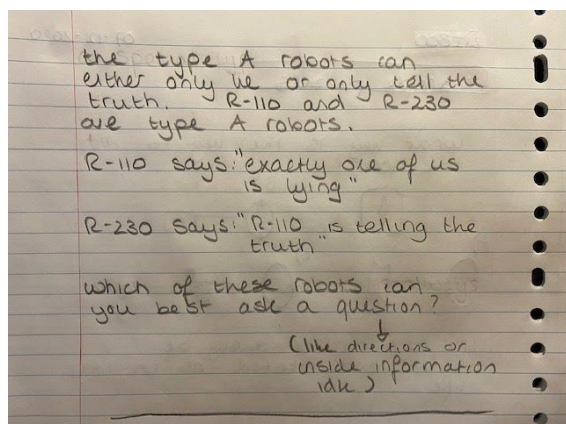 the type A robots can
either only lie or only tell the
truth. R-110 and R-230
are type A robots.
R-110 says: "exactly one of us
is lying"
R-230 says: "R-110 is telling the
truth"
which of these robots can
you best ask a question?
(like directions or
inside information
idk)